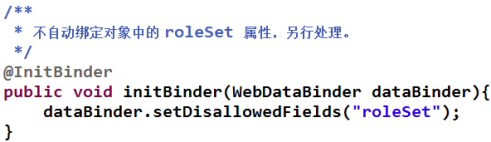 /**
 * 不自动绑定对象中的 roleSet 属性，另行处理。
 */
@InitBinder
public void initBinder(WebDataBinder dataBinder){
    dataBinder.setDisallowedFields("roleSet");
}